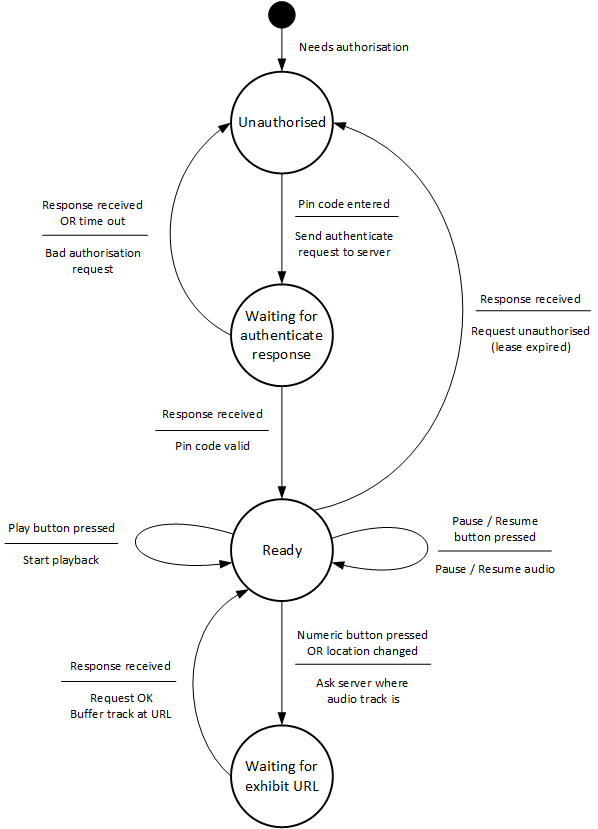 Needs authorisation
Unauthorised
Response received
OR time out
Bad authorisation
request
Pin code entered
Send authenticate
request to server
Response received
Request unauthorised
(lease expired)
Waiting for
authenticate
response
Response received
Pin code valid
Play button pressed
Start playback
Ready
Pause / Resume
button pressed
Pause / Resume audio
Numeric button pressed
OR location changed
Ask server where
audio track is
Response received
Request OK
Buffer track at URL
Waiting for
exhibit URL